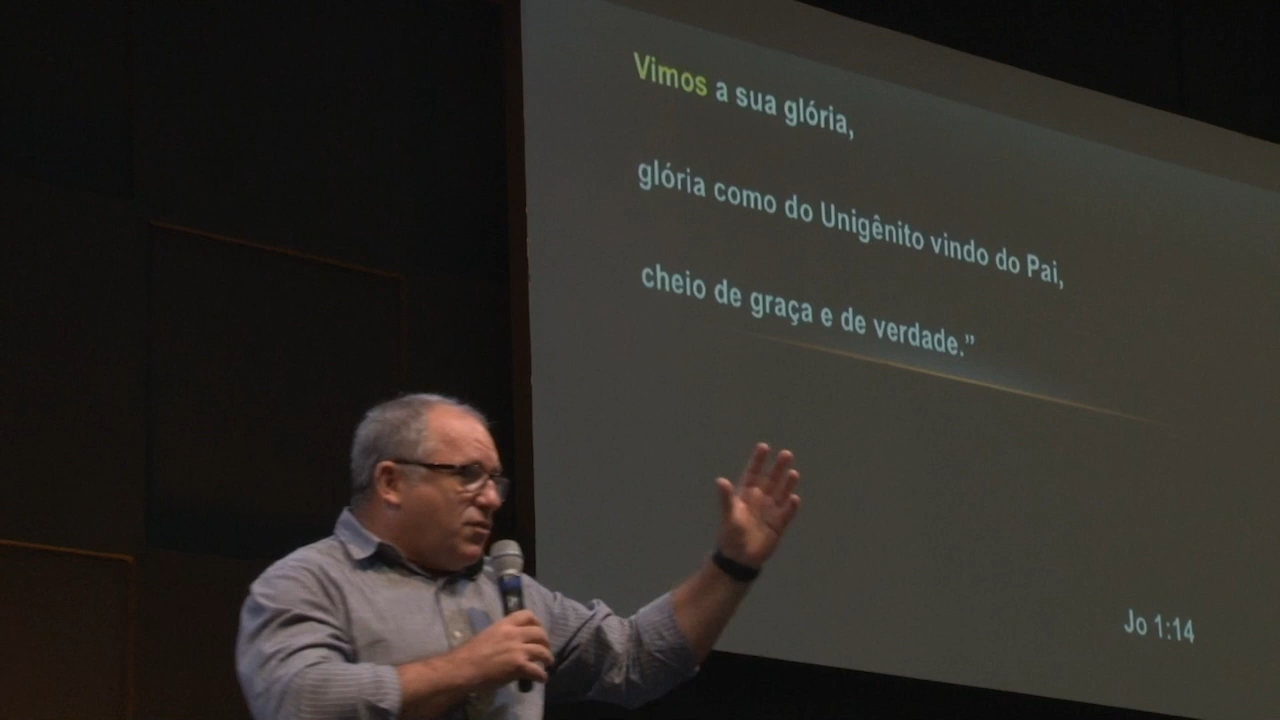 Vimos a sua glória,
glória como do Unigênito vindo do Pai,
cheio de graça e de verdade.”
Jo 1:14